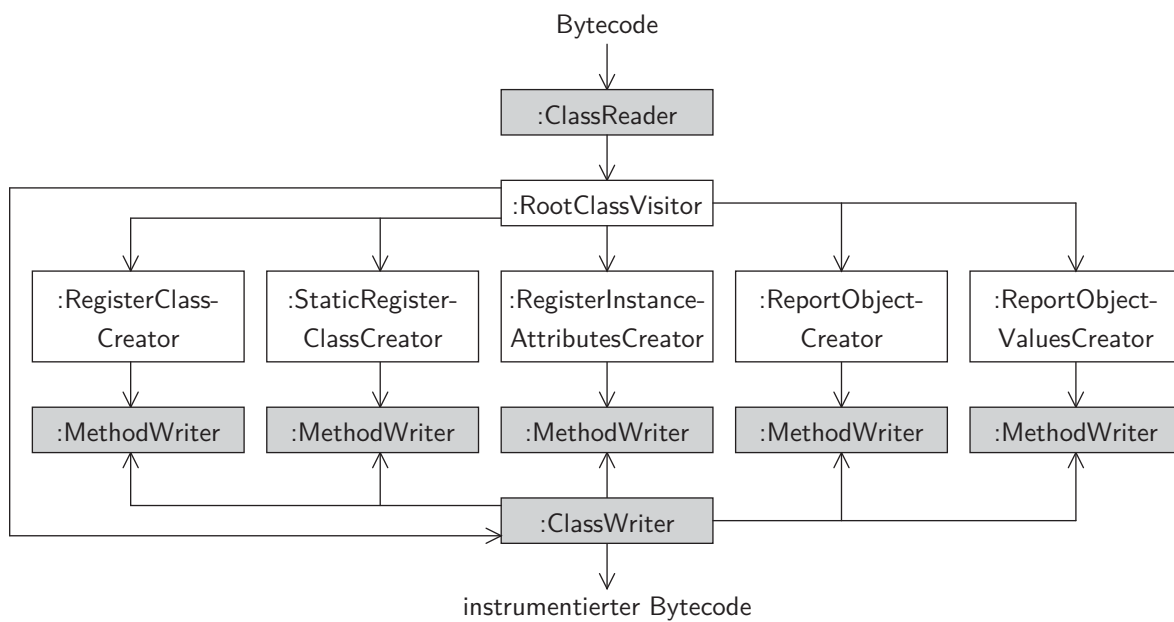 Bytecode
:ClassReader
:RootClassVisitor
:RegisterClass-
Creator
:StaticRegister-
ClassCreator
:RegisterInstance-
AttributesCreator
:ReportObject-
Creator
:ReportObject-
ValuesCreator
:MethodWriter
:MethodWriter
:MethodWriter
:MethodWriter
:MethodWriter
:ClassWriter
instrumentierter Bytecode